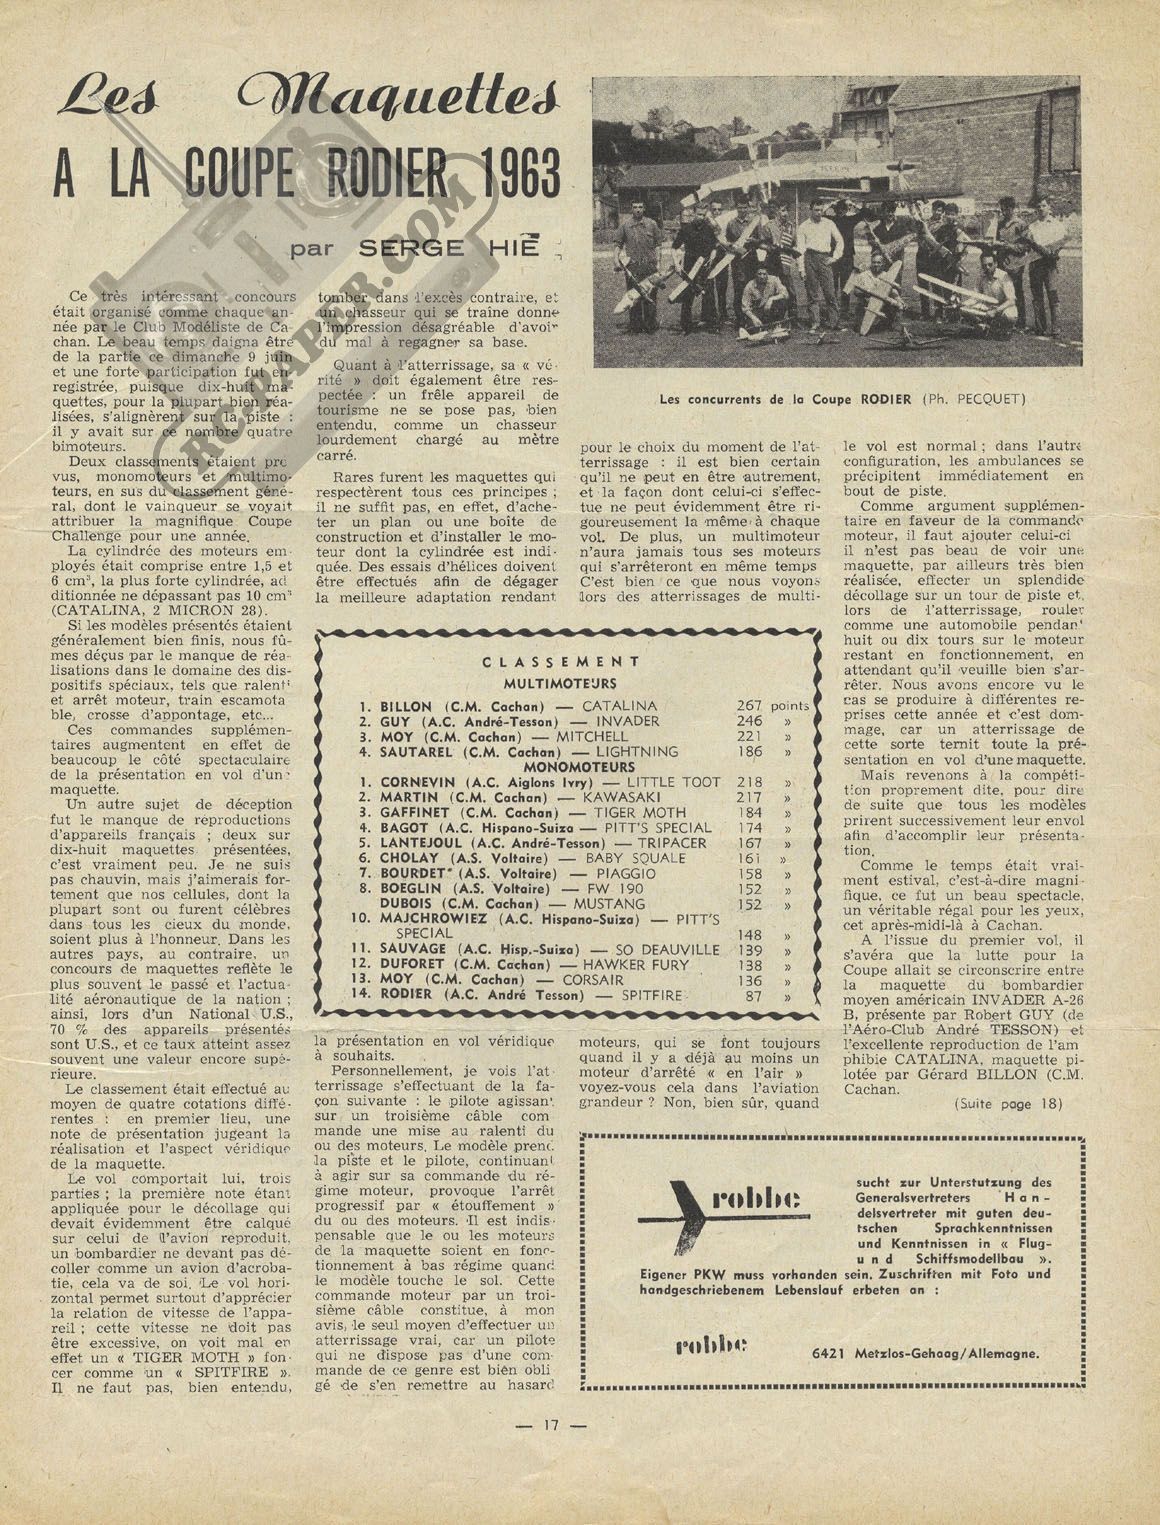 Les Maquettes
A LA COUPE RODIER 1963
par SERGE HIÉ
Ce très intéressant concours
était organisé comme chaque an-
née par le Club Modéliste de Ca-
chan. Le beau temps daigna être
de la partie ce dimanche 9 juin
et une forte participation fut en-
registrée, puisque dix-huit ma-
quettes, pour la plupart bien réa-
lisées, s'alignèrent sur la piste :
il y avait sur ce nombre quatre
bimoteurs.
Deux classements étaient pré
vus, monomoteurs et multimo-
teurs, en sus du classement géné-
ral, dont le vainqueur se voyait
attribuer la magnifique Coupe
Challenge pour une année.
La cylindrée des moteurs em-
ployés était comprise entre 1,5 et
6 cm³, la plus forte cylindrée, ad
ditionnée ne dépassant pas 10 cm³
(CATALINA, 2 MICRON 28).
Si les modèles présentés étaient
généralement bien finis, nous fû-
mes déçus par le manque de réa-
lisations dans le domaine des dis-
positifs spéciaux, tels que ralenti
et arrêt moteur, train escamota
ble, crosse d'appontage, etc...
Ces commandes supplémen-
taires augmentent en effet de
beaucoup le côté spectaculaire
de la présentation en vol d'une
maquette.
Un autre sujet de déception
fut le manque de reproductions
d'appareils français ; deux sur
dix-huit maquettes présentées,
c'est vraiment peu. Je ne suis
pas chauvin, mais j'aimerais for-
tement que nos cellules, dont la
plupart sont ou furent célèbres
dans tous les cieux du monde,
soient plus à l'honneur. Dans les
autres pays, au contraire, un
concours de maquettes reflète le
plus souvent le passé et l'actua-
lité aéronautique de la nation ;
ainsi, lors d'un National U.S.,
70 % des appareils présentés
sont U.S., et ce taux atteint assez
souvent une valeur encore supé-
rieure.
Le classement était effectué au
moyen de quatre cotations diffé-
rentes : en premier lieu, une
note de présentation jugeant la
réalisation et l'aspect véridique
de la maquette.
Le vol comportait lui, trois
parties ; la première note étant
appliquée pour le décollage qui
devait évidemment être calqué
sur celui de l'avion reproduit,
un bombardier ne devant pas dé-
coller comme un avion d'acroba-
tie, cela va de soi. Le vol hori-
zontal permet surtout d'apprécier
la relation de vitesse de l'appa-
reil ; cette vitesse ne doit pas
être excessive, on voit mal en
effet un « TIGER MOTH » fon-
cer comme un « SPITFIRE ».
Il ne faut pas, bien entendu,
tomber dans l'excès contraire, et
un chasseur qui se traîne donne
l'impression désagréable d'avoir
du mal à regagner sa base.
Quant à l'atterrissage, sa « vé-
rité » doit également être res-
pectée : un frêle appareil de
tourisme ne se pose pas, bien
entendu, comme un chasseur
lourdement chargé au mètre
carré.
Rares furent les maquettes qui
respectèrent tous ces principes ;
il ne suffit pas, en effet, d'ache-
ter un plan ou une boîte de
construction et d'installer le mo-
teur dont la cylindrée est indi-
quée. Des essais d'hélices doivent
être effectués afin de dégager
la meilleure adaptation rendant
la présentation en vol véridique
à souhaits.
Personnellement, je vois l'at-
terrissage s'effectuant de la fa-
çon suivante : le pilote agissant
sur un troisième câble com
mande une mise au ralenti du
ou des moteurs. Le modèle prend
la piste et le pilote, continuant
à agir sur sa commande du ré-
gime moteur, provoque l'arrêt
progressif par « étouffement »
du ou des moteurs. Il est indis-
pensable que le ou les moteurs
de la maquette soient en fonc-
tionnement à bas régime quand
le modèle touche le sol. Cette
commande moteur par un troi-
sième câble constitue, à mon
avis, le seul moyen d'effectuer un
atterrissage vrai, car un pilote
qui ne dispose pas d'une com-
mande de ce genre est bien obli
gé de s'en remettre au hasard
Les concurrents de la Coupe RODIER (Ph. PECQUET)
pour le choix du moment de l'at-
terrissage : il est bien certain
qu'il ne peut en être autrement,
et la façon dont celui-ci s'effec-
tue ne peut évidemment être ri-
goureusement la même à chaque
vol. De plus, un multimoteur
n'aura jamais tous ses moteurs
qui s'arrêteront en même temps
C'est bien ce que nous voyons
lors des atterrissages de multi-
moteurs, qui se font toujours
quand il y a déjà au moins un
moteur d'arrêté « en l'air »
voyez-vous cela dans l'aviation
grandeur ? Non, bien sûr, quand
le vol est normal ; dans l'autre
configuration, les ambulances se
précipitent immédiatement en
bout de piste.
Comme argument supplémen-
taire en faveur de la commande
moteur, il faut ajouter celui-ci
il n'est pas beau de voir une
maquette, par ailleurs très bien
réalisée, effecter un splendide
décollage sur un tour de piste et,
lors de l'atterrissage, rouler
comme une automobile pendant
huit ou dix tours sur le moteur
restant en fonctionnement, en
attendant qu'il veuille bien s'ar-
rêter. Nous avons encore vu le
cas se produire à différentes re-
prises cette année et c'est dom-
mage, car un atterrissage de
cette sorte ternit toute la pré-
sentation en vol d'une maquette.
Mais revenons à la compéti-
tion proprement dite, pour dire
de suite que tous les modèles
prirent successivement leur envol
afin d'accomplir leur présenta-
tion.
Comme le temps était vrai-
ment estival, c'est-à-dire magni-
fique, ce fut un beau spectacle,
un véritable régal pour les yeux,
cet après-midi-là à Cachan.
A l'issue du premier vol, il
s'avéra que la lutte pour la
Coupe allait se circonscrire entre
la maquette du bombardier
moyen américain INVADER A-26
B, présente par Robert GUY (de
l'Aéro-Club André TESSON) et
l'excellente reproduction de l'am
phibie CATALINA, maquette pi-
lotée par Gérard BILLON (C.M.
Cachan.
(Suite page 18)
CLASSEMENT
MULTIMOTEURS
1. BILLON (C.M. Cachan) — CATALINA 267 points
2. GUY (A.C. André-Tesson) — INVADER 246 »
3. MOY (C.M. Cachan) — MITCHELL 221 »
4. SAUTAREL (C.M. Cachan) — LIGHTNING 186 »
MONOMOTEURS
1. CORNEVIN (A.C. Aiglons Ivry) — LITTLE TOOT 218 »
2. MARTIN (C.M. Cachan) — KAWASAKI 217 »
3. GAFFINET (C.M. Cachan) — TIGER MOTH 184 »
4. BAGOT (A.C. Hispano-Suiza — PITT'S SPECIAL 174 »
5. LANTEJOUL (A.C. André-Tesson) — TRIPACER 167 »
6. CHOLAY (A.S. Voltaire) — BABY SQUALE 161 »
7. BOURDET (A.S. Voltaire) — PIAGGIO 158 »
8. BOEGLIN (A.S. Voltaire) — FW 190 152 »
DUBOIS (C.M. Cachan) — MUSTANG 152 »
10. MAJCHROWIEZ (A.C. Hispano-Suiza) — PITT'S
SPECIAL 148 »
11. SAUVAGE (A.C. Hisp.-Suiza) — SO DEAUVILLE 139 »
12. DUFORET (C.M. Cachan) — HAWKER FURY 138 »
13. MOY (C.M. Cachan) — CORSAIR 136 »
14. RODIER (A.C. André Tesson) — SPITFIRE 87 »
robbe
sucht zur Unterstutzung des
Generalsvertreters Han-
delsvertreter mit guten deu-
tschen Sprachkenntnissen
und Kenntnissen in « Flug-
und Schiffsmodellbau ».
Eigener PKW muss vorhanden sein. Zuschriften mit Foto und
handgeschriebenem Lebenslauf erbeten an :
robbe
6421 Metzlos-Gehaag/Allemagne.
— 17 —
RC-PAPER.COM